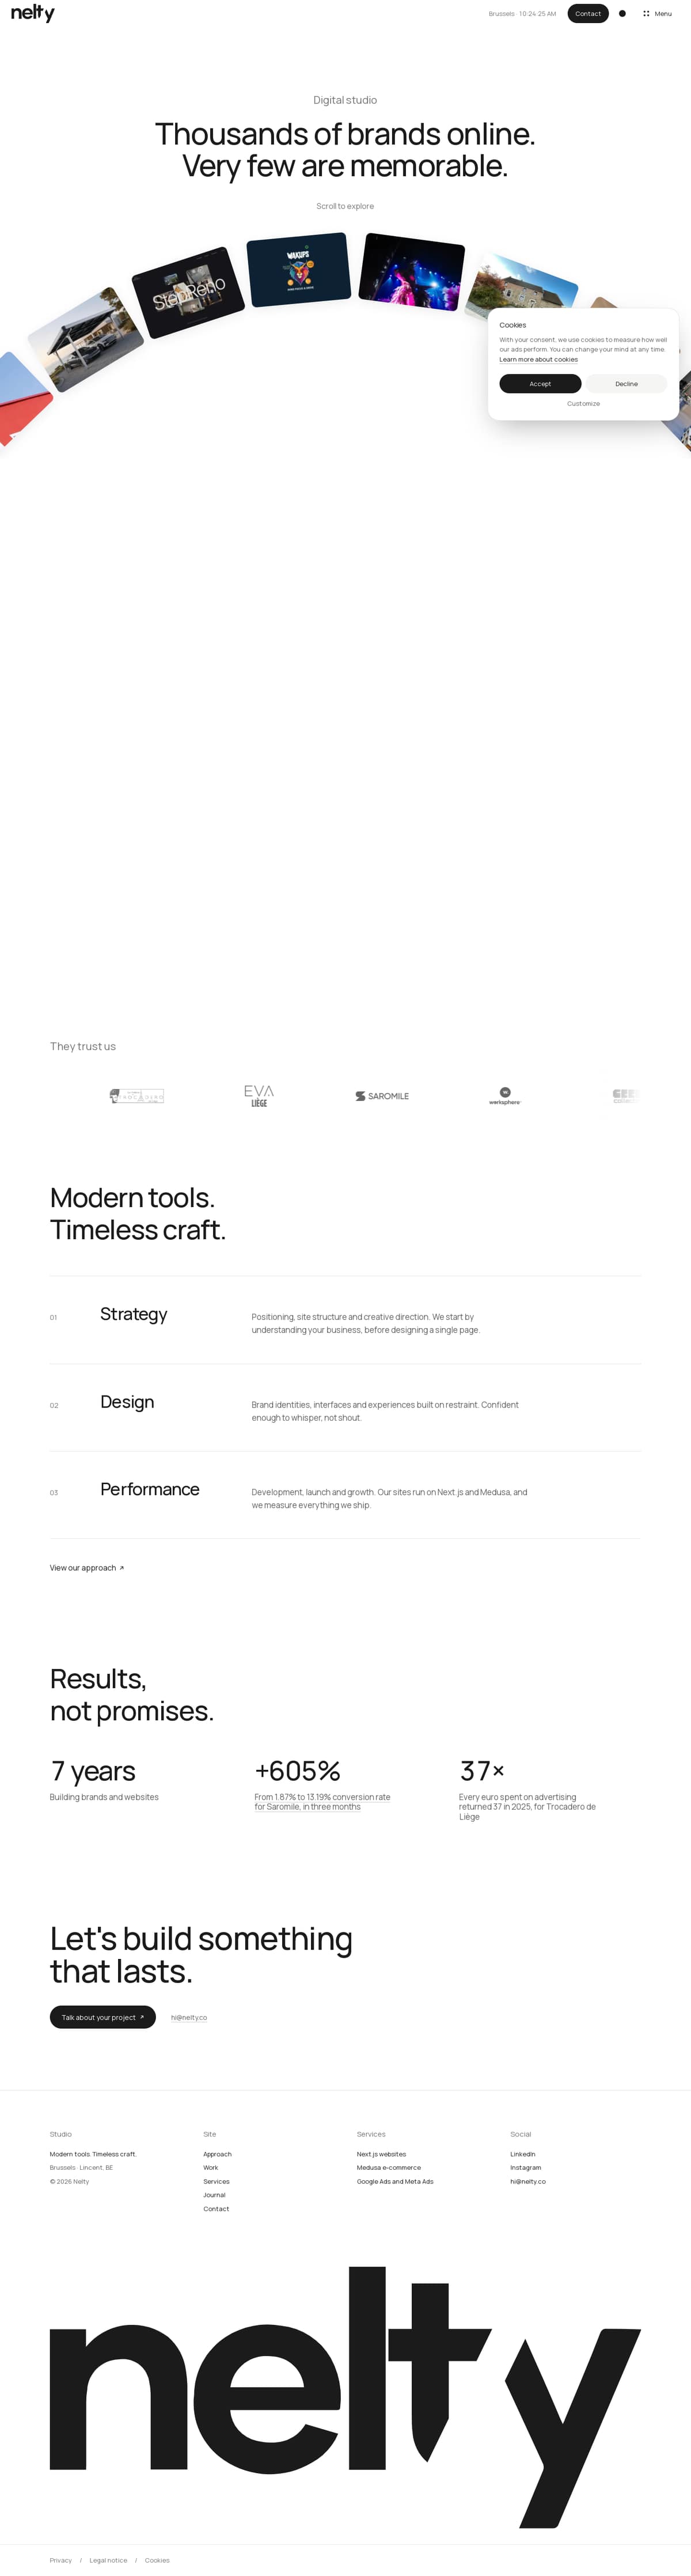 nelty
Brussels · 10:24:25 AM
Contact
Menu
Digital studio
Thousands of brands online.
Very few are memorable.
Scroll to explore
StepReno
WAKUPS
Cookies
With your consent, we use cookies to measure how well
our ads perform. You can change your mind at any time.
Learn more about cookies
Accept
Decline
Customize
They trust us
EVA
LIÈGE
SAROMILE
werksphere
Modern tools.
Timeless craft.
01
Strategy
Positioning, site structure and creative direction. We start by
understanding your business, before designing a single page.
02
Design
Brand identities, interfaces and experiences built on restraint. Confident
enough to whisper, not shout.
03
Performance
Development, launch and growth. Our sites run on Next.js and Medusa, and
we measure everything we ship.
View our approach ↗
Results,
not promises.
7 years
Building brands and websites
+605%
From 1.87% to 13.19% conversion rate
for Saromile, in three months
37×
Every euro spent on advertising
returned 37 in 2025, for Trocadero de
Liège
Let's build something
that lasts.
Talk about your project ↗
hi@nelty.co
Studio
Modern tools. Timeless craft.
Brussels · Lincent, BE
© 2026 Nelty
Site
Approach
Work
Services
Journal
Contact
Services
Next.js websites
Medusa e-commerce
Google Ads and Meta Ads
Social
LinkedIn
Instagram
hi@nelty.co
nelty
Privacy / Legal notice / Cookies